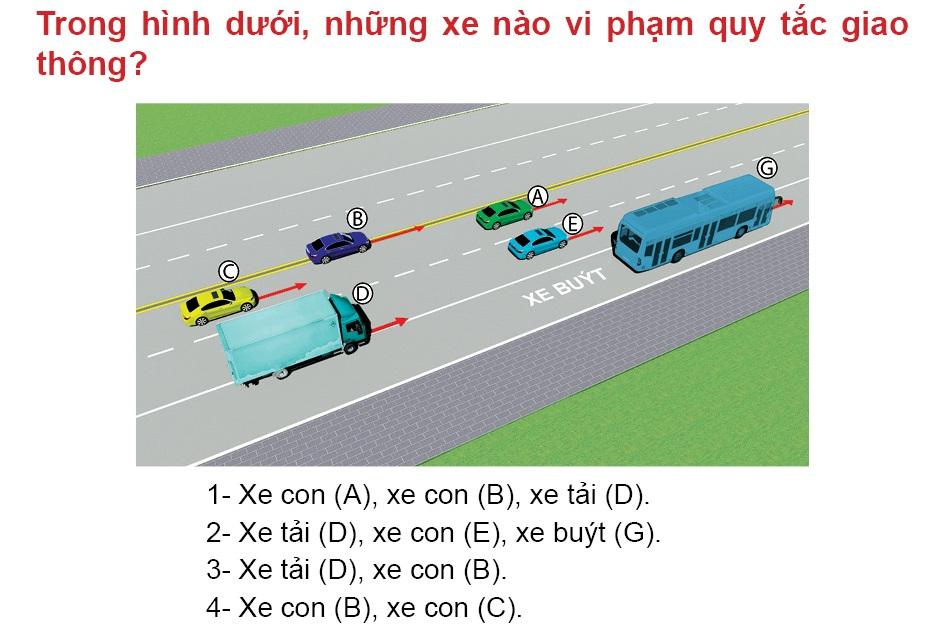 Trong hình dưới, những xe nào vi phạm quy tắc giao
thông?
G
A
B
E
C
D
XE BUÝT
1- Xe con (A), xe con (B), xe tải (D).
2- Xe tải (D), xe con (E), xe buýt (G).
3- Xe tải (D), xe con (B).
4- Xe con (B), xe con (C).